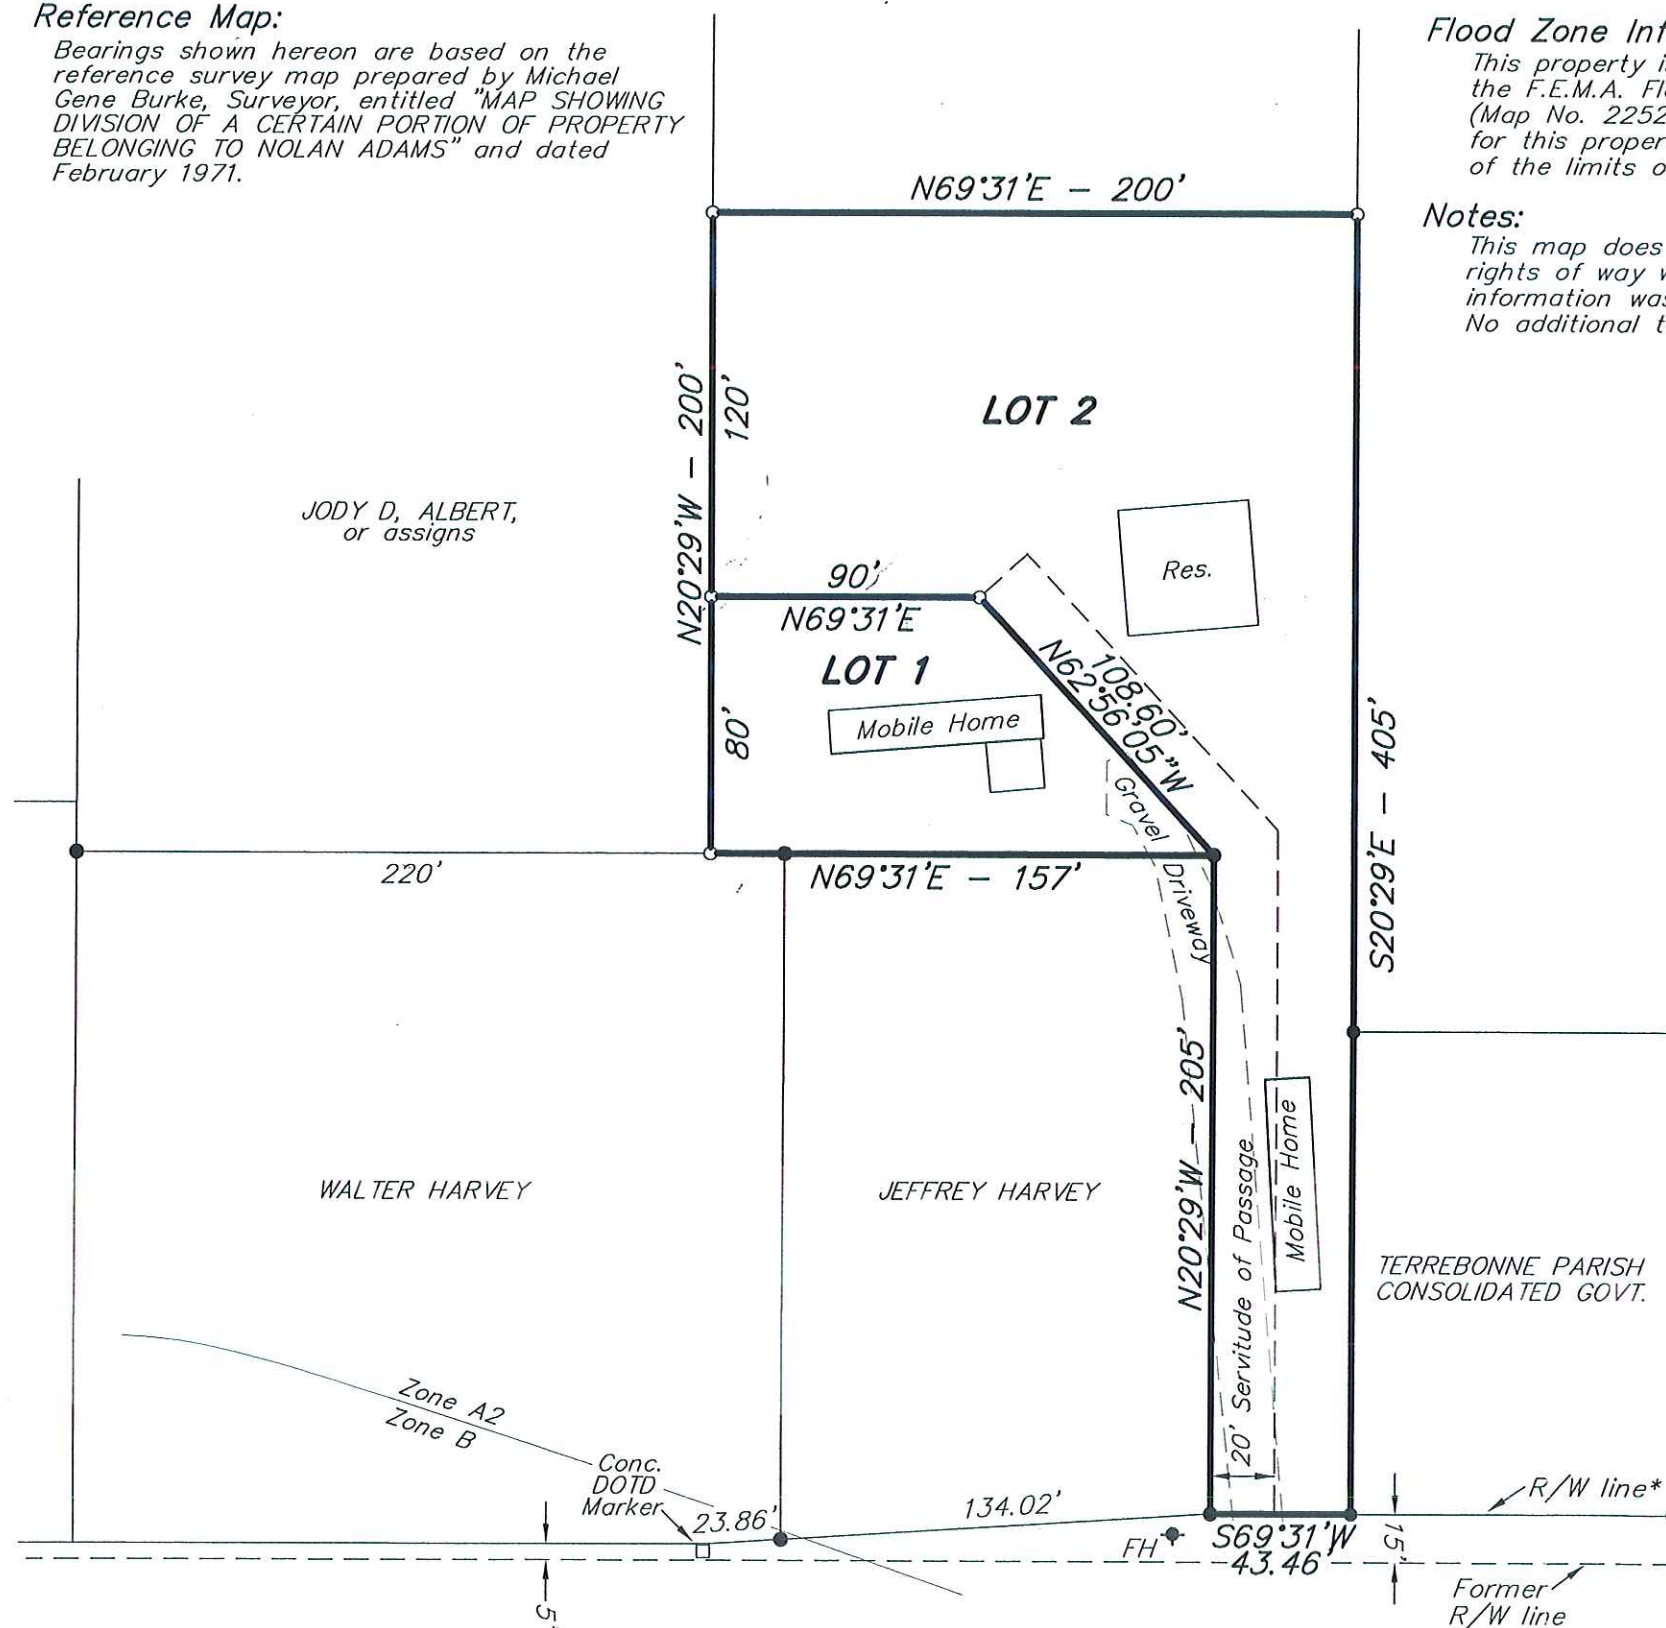 Reference Map:
Bearings shown hereon are based on the
reference survey map prepared by Michael
Gene Burke, Surveyor, entitled "MAP SHOWING
DIVISION OF A CERTAIN PORTION OF PROPERTY
BELONGING TO NOLAN ADAMS" and dated
February 1971.
Flood Zone Inf
This property i
the F.E.M.A. Fl
(Map No. 2252
for this proper
of the limits o
Notes:
This map does
rights of way w
information was
No additional t
N69°31'E – 200'
N20°29'W – 200'
120'
LOT 2
JODY D, ALBERT,
or assigns
Res.
90'
N69°31'E
LOT 1
108.60'
N62°56'05"W
Mobile Home
80'
Gravel Driveway
S20°29'E – 405'
220'
N69°31'E – 157'
N20°29'W – 205'
WALTER HARVEY
JEFFREY HARVEY
20' Servitude of Passage
Mobile Home
TERREBONNE PARISH
CONSOLIDATED GOVT.
Zone A2
Zone B
Conc.
DOTD
Marker
23.86'
134.02'
FH
S69°31'W
43.46'
R/W line*
15'
5'
Former
R/W line